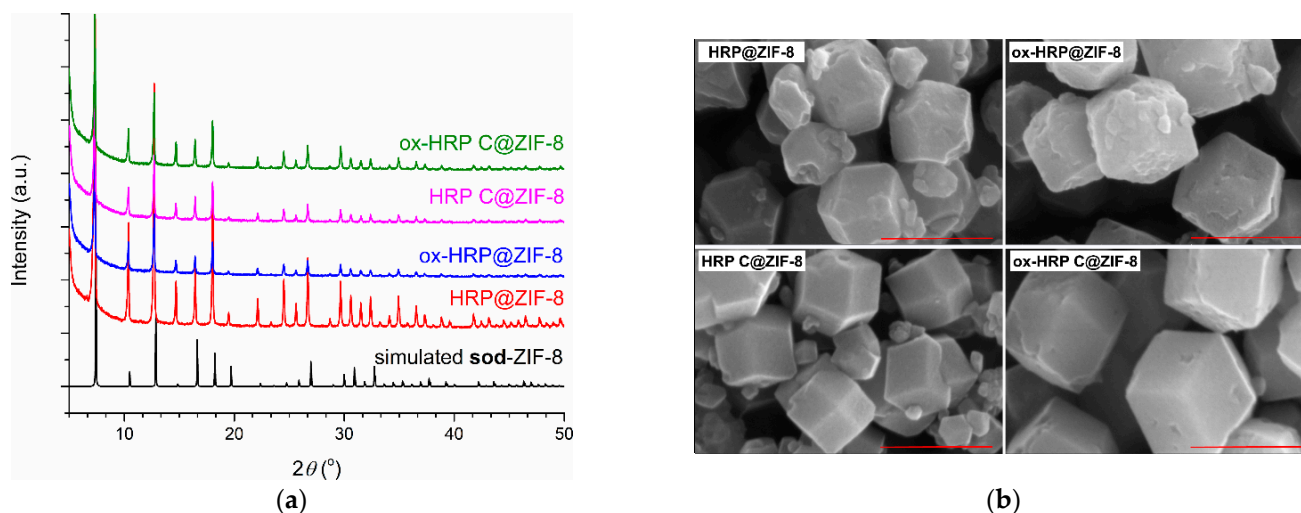 Intensity (a.u.)
ox-HRP C@ZIF-8
HRP C@ZIF-8
ox-HRP@ZIF-8
HRP@ZIF-8
simulated sod-ZIF-8
10 20 30 40 50
2θ (°)
(a)
HRP@ZIF-8 ox-HRP@ZIF-8
HRP C@ZIF-8 ox-HRP C@ZIF-8
(b)